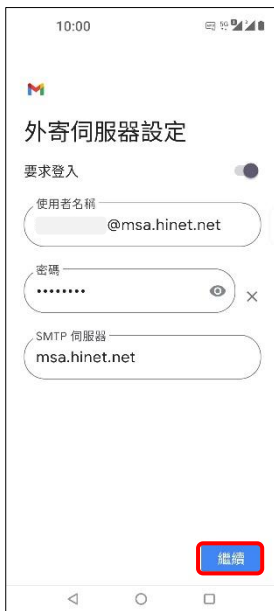 10:00
外寄伺服器設定
要求登入
使用者名稱
@msa.hinet.net
密碼
••••••••
SMTP 伺服器
msa.hinet.net
繼續